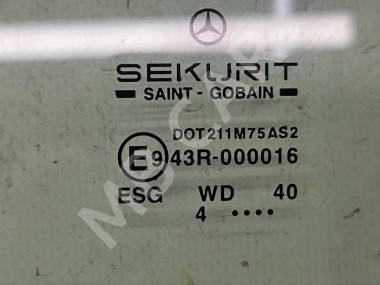 SEKURIT
SAINT - GOBAIN
DOT211M75AS2
E9 43R-000016
ESG WD 40
4 ••••